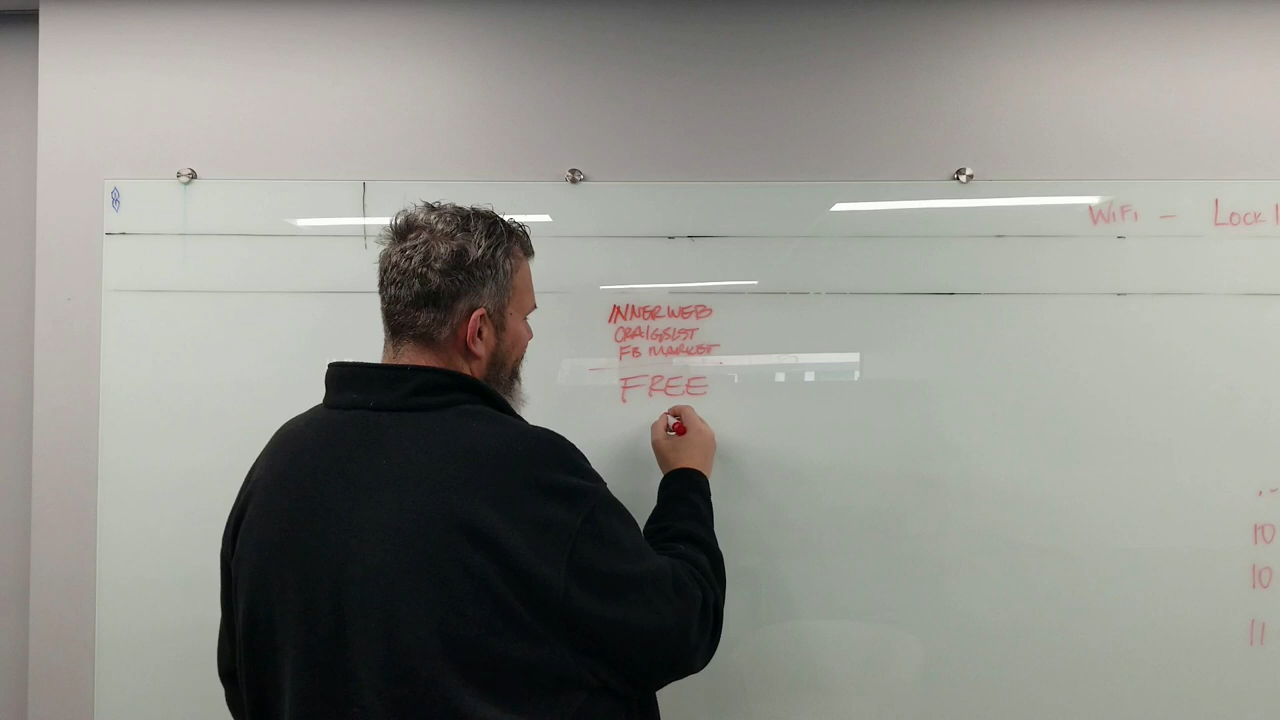 WiFi - Lock
INNERWEB
CRAIGSLIST
FB MARKET
FREE
10
10
11